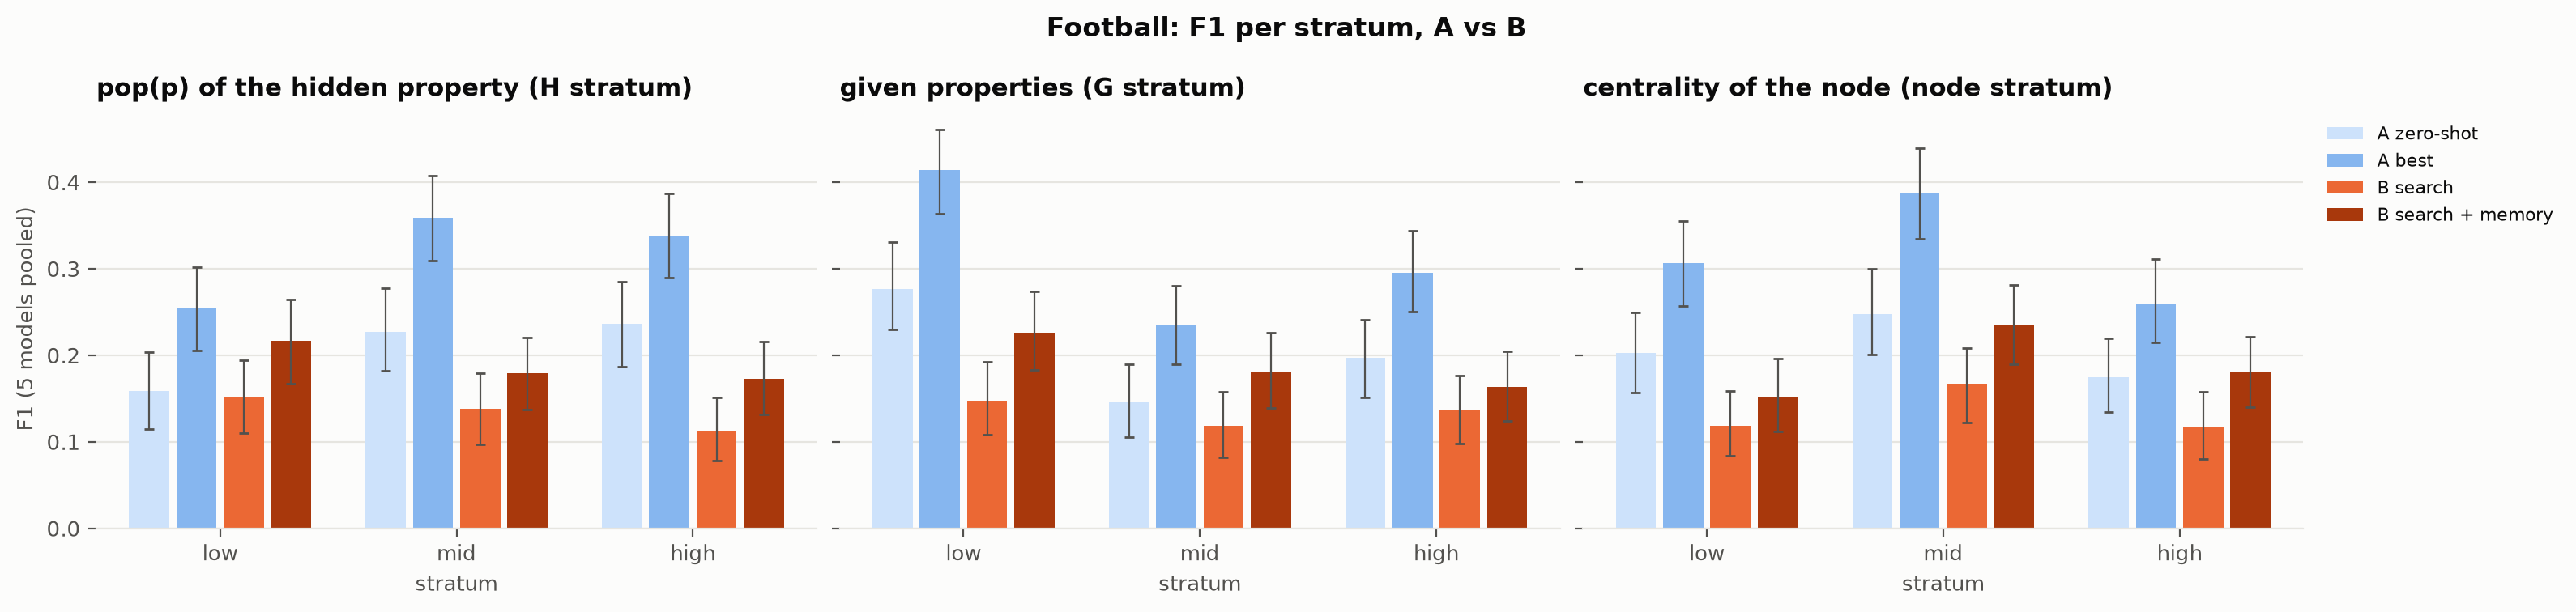 Football: F1 per stratum, A vs B
pop(p) of the hidden property (H stratum)
given properties (G stratum)
centrality of the node (node stratum)
F1 (5 models pooled)
0.4
0.3
0.2
0.1
0.0
low mid high
stratum
low mid high
stratum
low mid high
stratum
A zero-shot
A best
B search
B search + memory